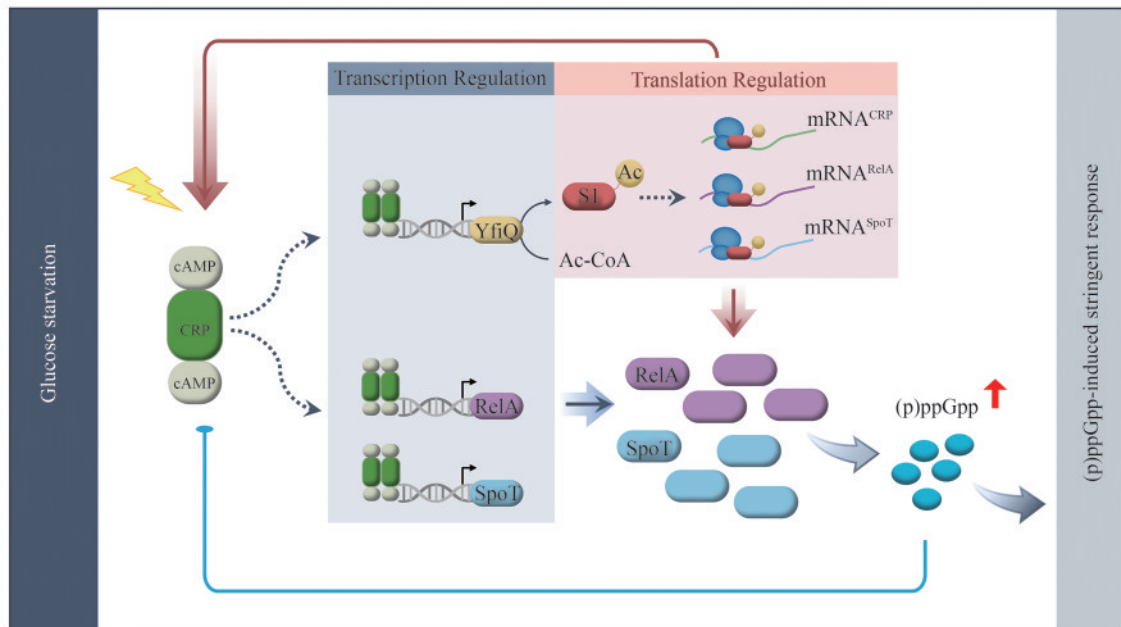 Glucose starvation
Transcription Regulation
Translation Regulation
mRNA^CRP
mRNA^RelA
mRNA^SpoT
Ac
S1
YfiQ
Ac-CoA
cAMP
CRP
cAMP
RelA
SpoT
RelA
SpoT
(p)ppGpp
(p)ppGpp-induced stringent response